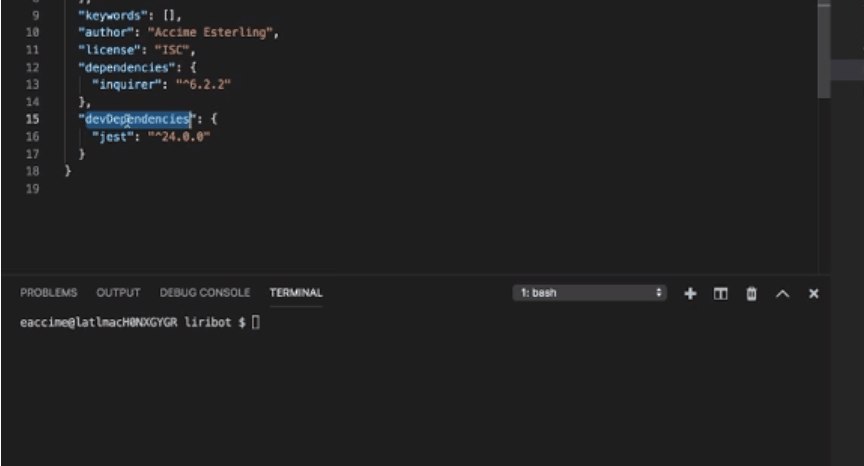 9 "keywords": [],
10 "author": "Accime Esterling",
11 "license": "ISC",
12 "dependencies": {
13 "inquirer": "^6.2.2"
14 },
15 "devDependencies": {
16 "jest": "^24.0.0"
17 }
18 }
19
PROBLEMS OUTPUT DEBUG CONSOLE TERMINAL 1: bash
eaccime@latlmacH0NXGYGR liribot $